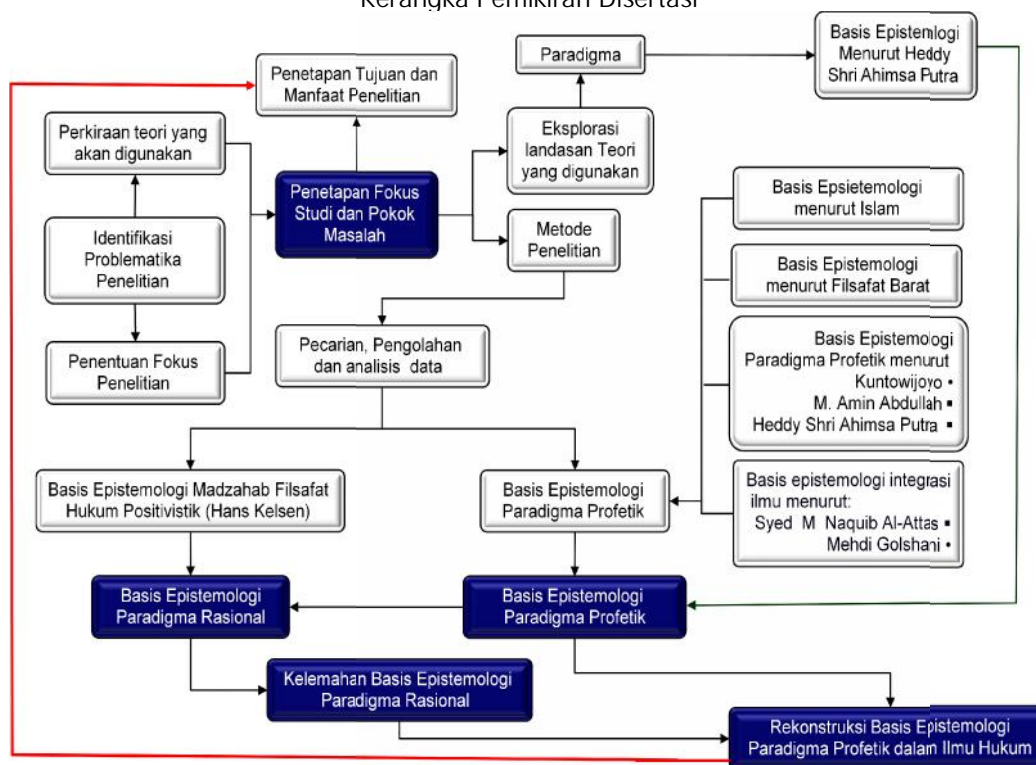 Kerangka Pemikiran Disertasi
Penetapan Tujuan dan
Manfaat Penelitian
Paradigma
Basis Epistemlogi
Menurut Heddy
Shri Ahimsa Putra
Perkiraan teori yang
akan digunakan
Eksplorasi
landasan Teori
yang digunakan
Penetapan Fokus
Studi dan Pokok
Masalah
Basis Epsietemologi
menurut Islam
Identifikasi
Problematika
Penelitian
Metode
Penelitian
Basis Epistemologi
menurut Filsafat Barat
Penentuan Fokus
Penelitian
Pecarian, Pengolahan
dan analisis data
Basis Epistemologi
Paradigma Profetik menurut
Kuntowijoyo •
M. Amin Abdullah ▪
Heddy Shri Ahimsa Putra ▪
Basis Epistemologi Madzahab Filsafat
Hukum Positivistik (Hans Kelsen)
Basis Epistemologi
Paradigma Profetik
Basis epistemologi integrasi
ilmu menurut:
Syed M Naquib Al-Attas ▪
Mehdi Golshani •
Basis Epistemologi
Paradigma Rasional
Basis Epistemologi
Paradigma Profetik
Kelemahan Basis Epistemologi
Paradigma Rasional
Rekonstruksi Basis Epistemologi
Paradigma Profetik dalam Ilmu Hukum